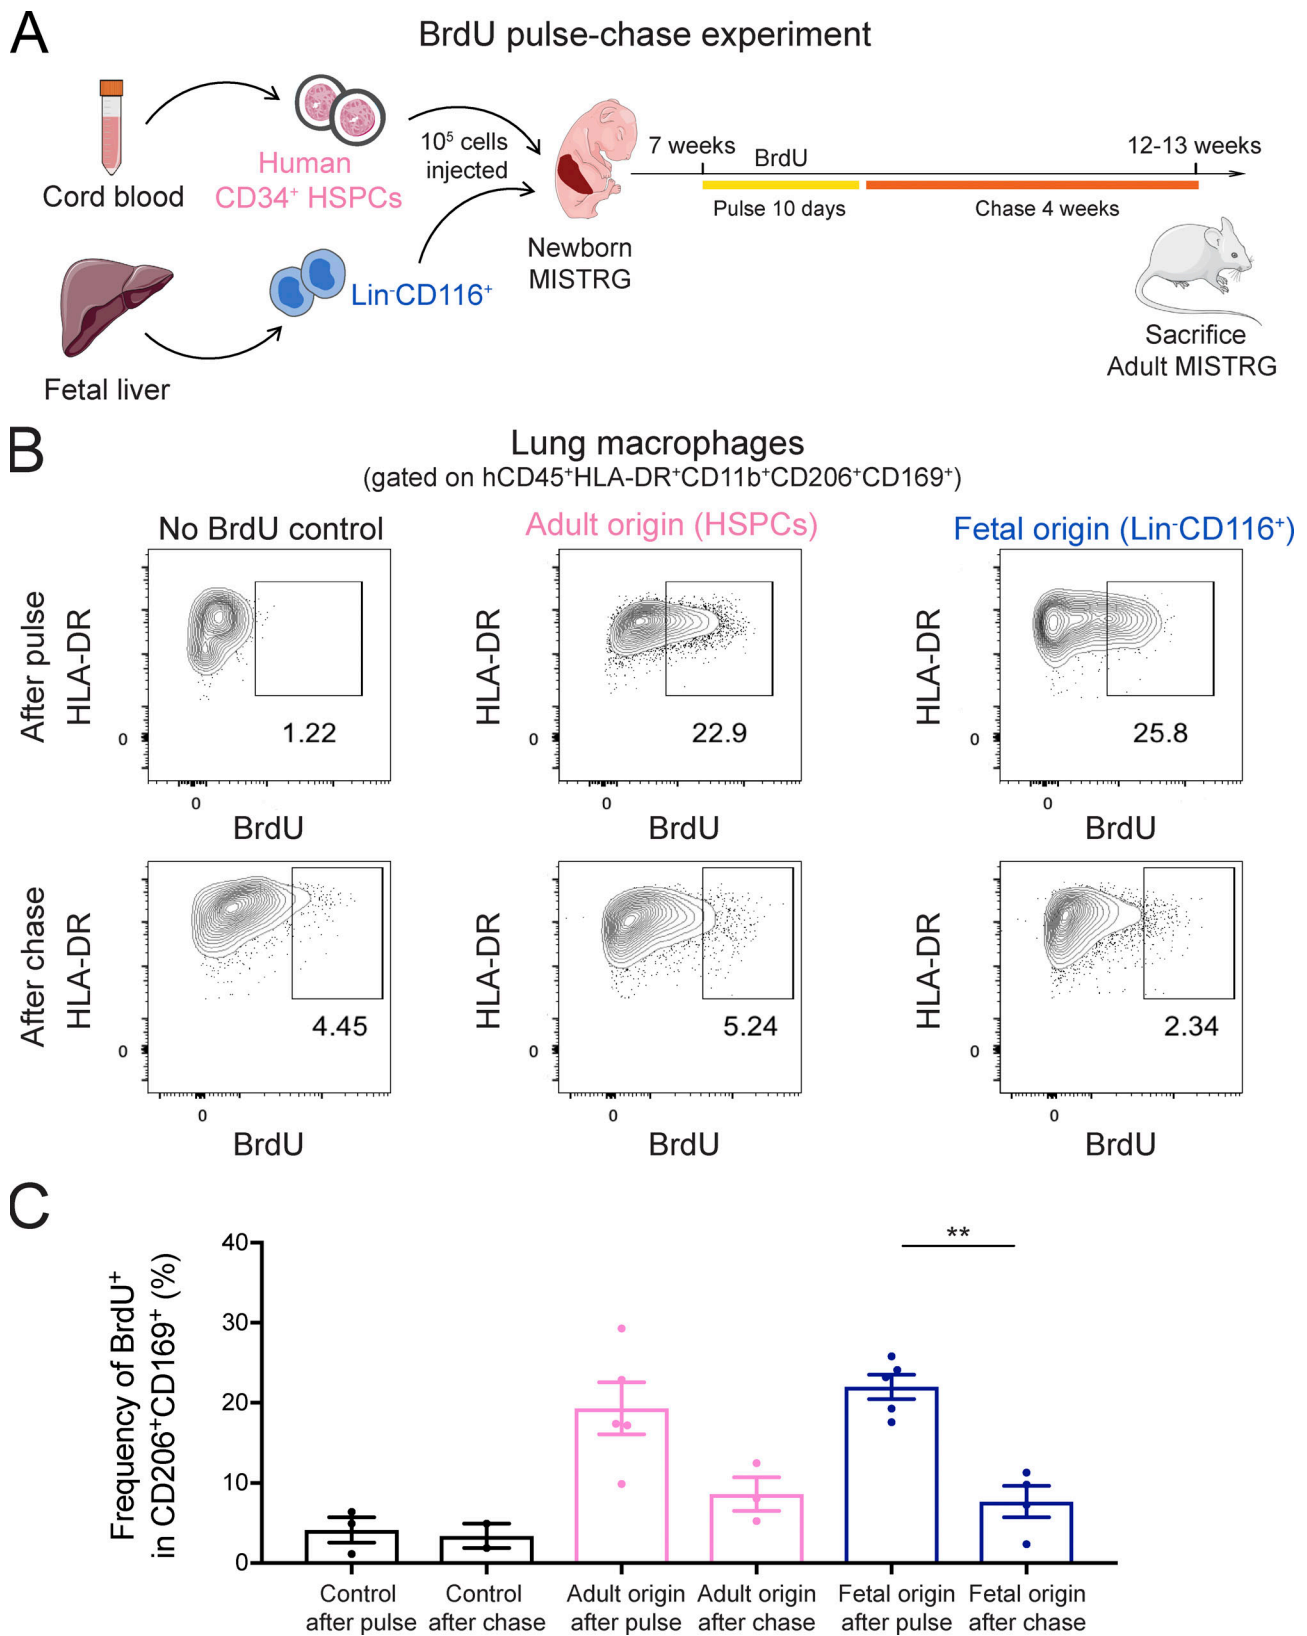 A
BrdU pulse-chase experiment
Cord blood
Human
CD34⁺ HSPCs
10⁵ cells
injected
Fetal liver
Lin⁻CD116⁺
Newborn
MISTRG
7 weeks
BrdU
12-13 weeks
Pulse 10 days
Chase 4 weeks
Sacrifice
Adult MISTRG
B
Lung macrophages
(gated on hCD45⁺HLA-DR⁺CD11b⁺CD206⁺CD169⁺)
No BrdU control
Adult origin (HSPCs)
Fetal origin (Lin⁻CD116⁺)
After pulse
HLA-DR
0
1.22
0
BrdU
HLA-DR
0
22.9
0
BrdU
HLA-DR
0
25.8
0
BrdU
After chase
HLA-DR
0
4.45
0
BrdU
HLA-DR
0
5.24
0
BrdU
HLA-DR
0
2.34
0
BrdU
C
Frequency of BrdU⁺
in CD206⁺CD169⁺ (%)
40
30
20
10
0
**
Control
after pulse
Control
after chase
Adult origin
after pulse
Adult origin
after chase
Fetal origin
after pulse
Fetal origin
after chase